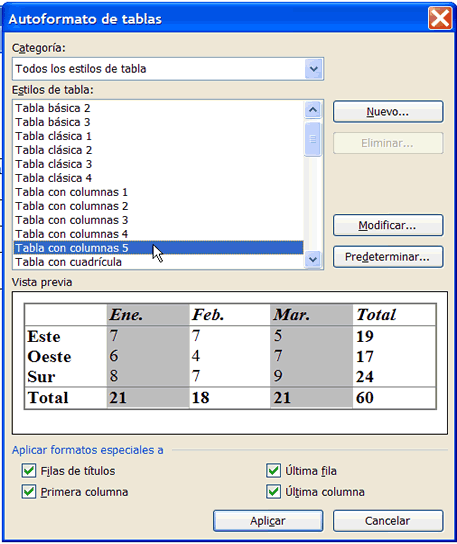 Autoformato de tablas
Categoría:
Todos los estilos de tabla
Estilos de tabla:
Tabla básica 2
Tabla básica 3
Tabla clásica 1
Tabla clásica 2
Tabla clásica 3
Tabla clásica 4
Tabla con columnas 1
Tabla con columnas 2
Tabla con columnas 3
Tabla con columnas 4
Tabla con columnas 5
Tabla con cuadrícula
Nuevo...
Eliminar...
Modificar...
Predeterminar...
Vista previa
Ene. Feb. Mar. Total
Este 7 7 5 19
Oeste 6 4 7 17
Sur 8 7 9 24
Total 21 18 21 60
Aplicar formatos especiales a
Filas de títulos Última fila
Primera columna Última columna
Aplicar Cancelar